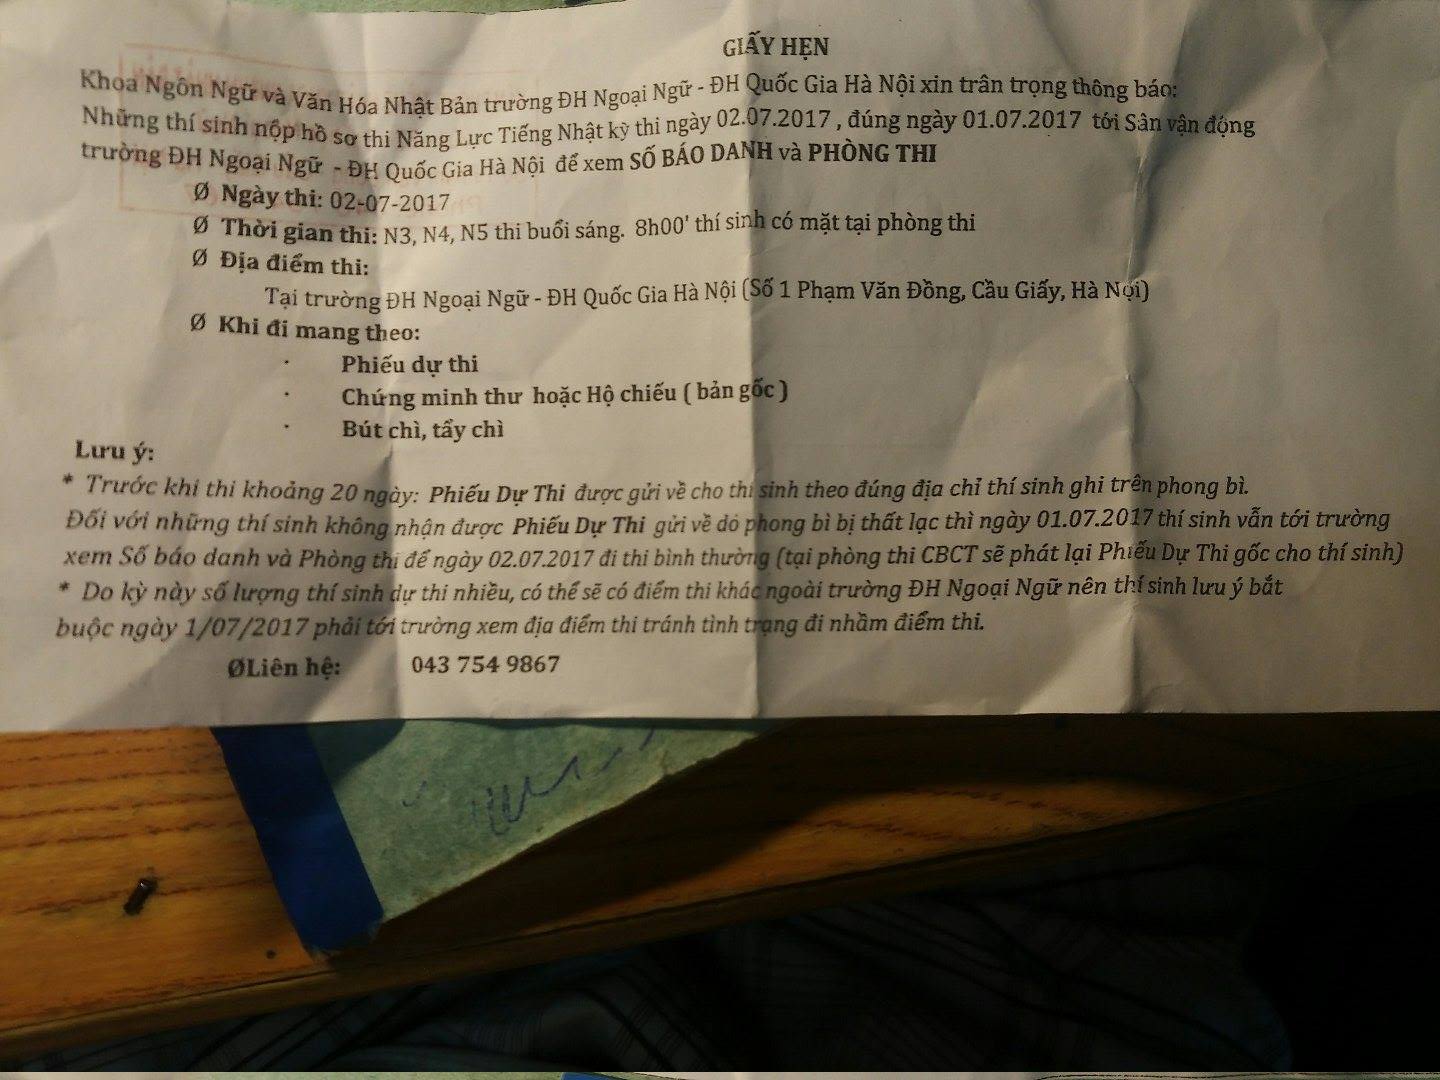 GIẤY HẸN
Khoa Ngôn Ngữ và Văn Hóa Nhật Bản trường ĐH Ngoại Ngữ - ĐH Quốc Gia Hà Nội xin trân trọng thông báo:
Những thí sinh nộp hồ sơ thi Năng Lực Tiếng Nhật kỳ thi ngày 02.07.2017 , đúng ngày 01.07.2017 tới Sân vận động
trường ĐH Ngoại Ngữ - ĐH Quốc Gia Hà Nội để xem SỐ BÁO DANH và PHÒNG THI
Ø Ngày thi: 02-07-2017
Ø Thời gian thi: N3, N4, N5 thi buổi sáng. 8h00' thí sinh có mặt tại phòng thi
Ø Địa điểm thi:
Tại trường ĐH Ngoại Ngữ - ĐH Quốc Gia Hà Nội (Số 1 Phạm Văn Đồng, Cầu Giấy, Hà Nội)
Ø Khi đi mang theo:
· Phiếu dự thi
· Chứng minh thư hoặc Hộ chiếu ( bản gốc )
· Bút chì, tẩy chì
Lưu ý:
* Trước khi thi khoảng 20 ngày: Phiếu Dự Thi được gửi về cho thí sinh theo đúng địa chỉ thí sinh ghi trên phong bì.
Đối với những thí sinh không nhận được Phiếu Dự Thi gửi về do phong bì bị thất lạc thì ngày 01.07.2017 thí sinh vẫn tới trường
xem Số báo danh và Phòng thi để ngày 02.07.2017 đi thi bình thường (tại phòng thi CBCT sẽ phát lại Phiếu Dự Thi gốc cho thí sinh)
* Do kỳ này số lượng thí sinh dự thi nhiều, có thể sẽ có điểm thi khác ngoài trường ĐH Ngoại Ngữ nên thí sinh lưu ý bắt
buộc ngày 1/07/2017 phải tới trường xem địa điểm thi tránh tình trạng đi nhầm điểm thi.
ØLiên hệ: 043 754 9867